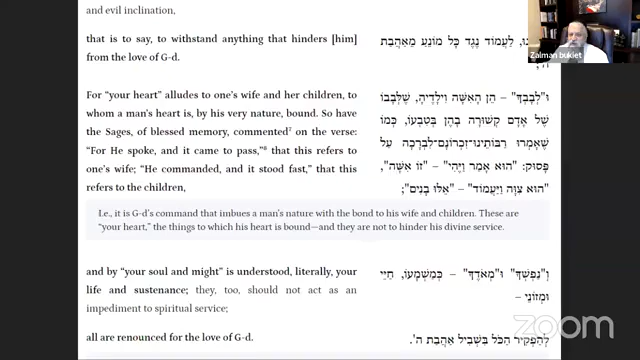 and evil inclination,
that is to say, to withstand anything that hinders [him]
from the love of G-d.
נוּ, לַעֲמוֹד נֶגֶד כָּל מוֹנֵעַ מֵאַהֲבַת
ה',
Zalman bukiet
For “your heart” alludes to one’s wife and her children, to
whom a man’s heart is, by his very nature, bound. So have
the Sages, of blessed memory, commented⁷ on the verse:
“For He spoke, and it came to pass,”⁸ that this refers to
one’s wife; “He commanded, and it stood fast,” that this
refers to the children,
וּ"לְבָבְךָ" – הֵן הָאִשָּׁה וִילָדֶיהָ, שֶׁלְּבָבוֹ
שֶׁל אָדָם קְשׁוּרָה בָּהֶן בְּטִבְעוֹ, כְּמוֹ
שֶׁאָמְרוּ רַבּוֹתֵינוּ־זִכְרוֹנָם־לִבְרָכָה עַל
פָּסוּק: "הוּא אָמַר וַיֶּהִי" – "זוֹ אִשָּׁה",
"הוּא צִוָּה וַיַּעֲמוֹד" – "אֵלּוּ בָּנִים";
I.e., it is G-d’s command that imbues a man’s nature with the bond to his wife and children. These are
“your heart,” the things to which his heart is bound—and they are not to hinder his divine service.
and by “your soul and might” is understood, literally, your
life and sustenance; they, too, should not act as an
impediment to spiritual service;
וְ"נַפְשְׁךָ" וּ"מְאֹדֶךָ" – כְּמַשְׁמָעוֹ, חַיֵּי
וּמְזוֹנֵי –
all are renounced for the love of G-d.
לְהַפְקִיר הַכֹּל בִּשְׁבִיל אַהֲבַת ה'.
zoom